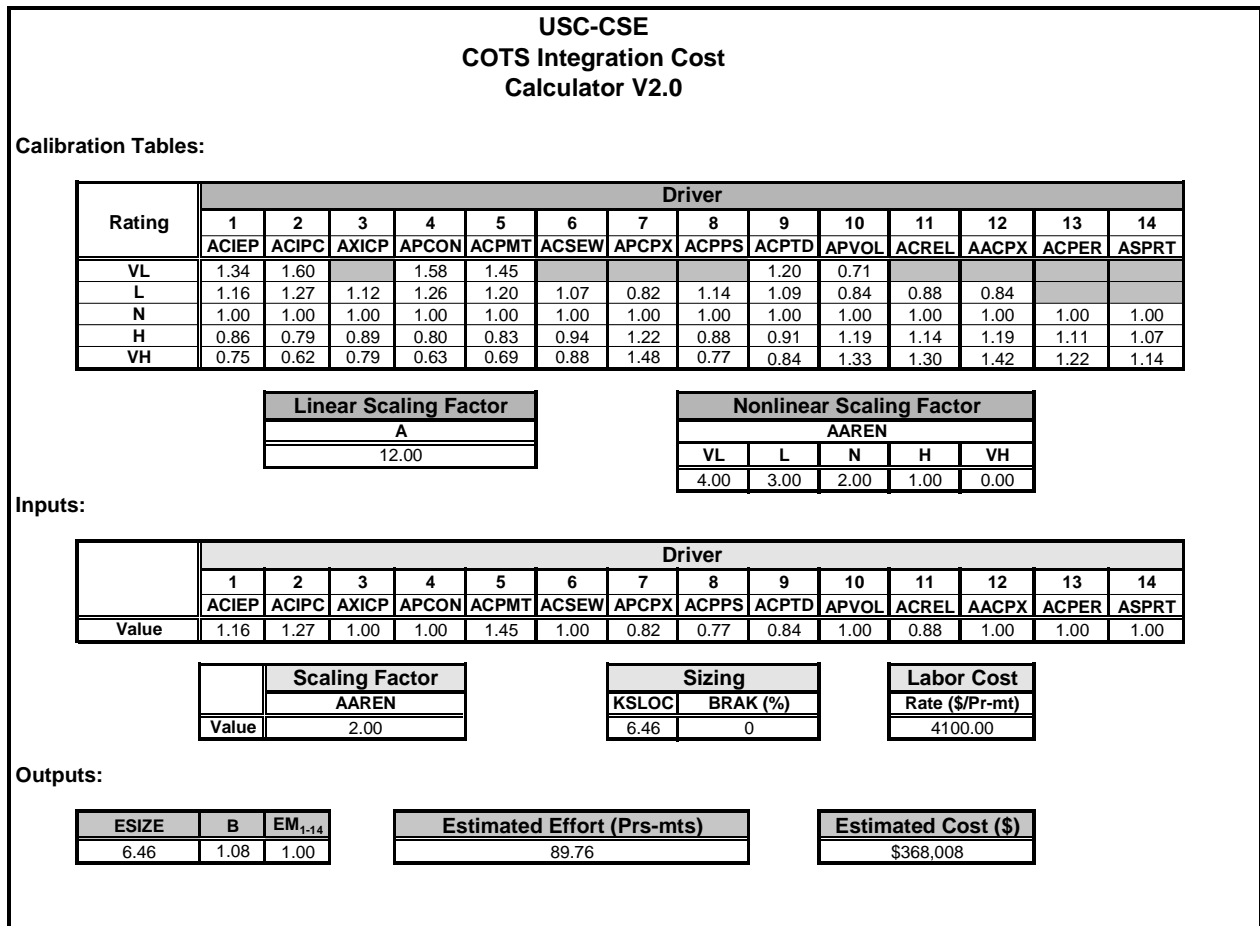 USC-CSE
COTS Integration Cost
Calculator V2.0
Calibration Tables:
Driver
Rating 1 2 3 4 5 6 7 8 9 10 11 12 13 14
ACIEP ACIPC AXICP APCON ACPMT ACSEW APCPX ACPPS ACPTD APVOL ACREL AACPX ACPER ASPRT
VL 1.34 1.60 1.58 1.45 1.20 0.71
L 1.16 1.27 1.12 1.26 1.20 1.07 0.82 1.14 1.09 0.84 0.88 0.84
N 1.00 1.00 1.00 1.00 1.00 1.00 1.00 1.00 1.00 1.00 1.00 1.00 1.00 1.00
H 0.86 0.79 0.89 0.80 0.83 0.94 1.22 0.88 0.91 1.19 1.14 1.19 1.11 1.07
VH 0.75 0.62 0.79 0.63 0.69 0.88 1.48 0.77 0.84 1.33 1.30 1.42 1.22 1.14
Linear Scaling Factor Nonlinear Scaling Factor
A AAREN
12.00 VL L N H VH
4.00 3.00 2.00 1.00 0.00
Inputs:
Driver
1 2 3 4 5 6 7 8 9 10 11 12 13 14
ACIEP ACIPC AXICP APCON ACPMT ACSEW APCPX ACPPS ACPTD APVOL ACREL AACPX ACPER ASPRT
Value 1.16 1.27 1.00 1.00 1.45 1.00 0.82 0.77 0.84 1.00 0.88 1.00 1.00 1.00
Scaling Factor Sizing Labor Cost
AAREN KSLOC BRAK (%) Rate ($/Pr-mt)
Value 2.00 6.46 0 4100.00
Outputs:
ESIZE B EM1-14 Estimated Effort (Prs-mts) Estimated Cost ($)
6.46 1.08 1.00 89.76 $368,008